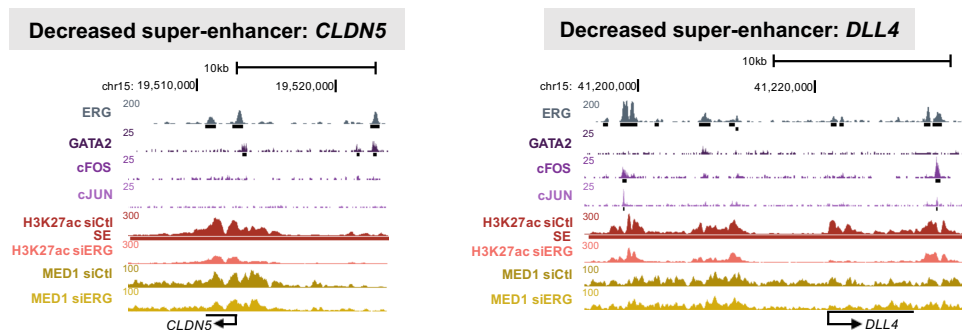 Decreased super-enhancer: CLDN5
10kb
chr15: 19,510,000 19,520,000
ERG 200
GATA2 25
cFOS 25
cJUN 25
H3K27ac siCtl 300
SE
H3K27ac siERG 300
MED1 siCtl 100
MED1 siERG 100
CLDN5
Decreased super-enhancer: DLL4
10kb
chr15: 41,200,000 41,220,000
ERG 200
GATA2 25
cFOS 25
cJUN 25
H3K27ac siCtl 300
SE
H3K27ac siERG 300
MED1 siCtl 100
MED1 siERG 100
DLL4